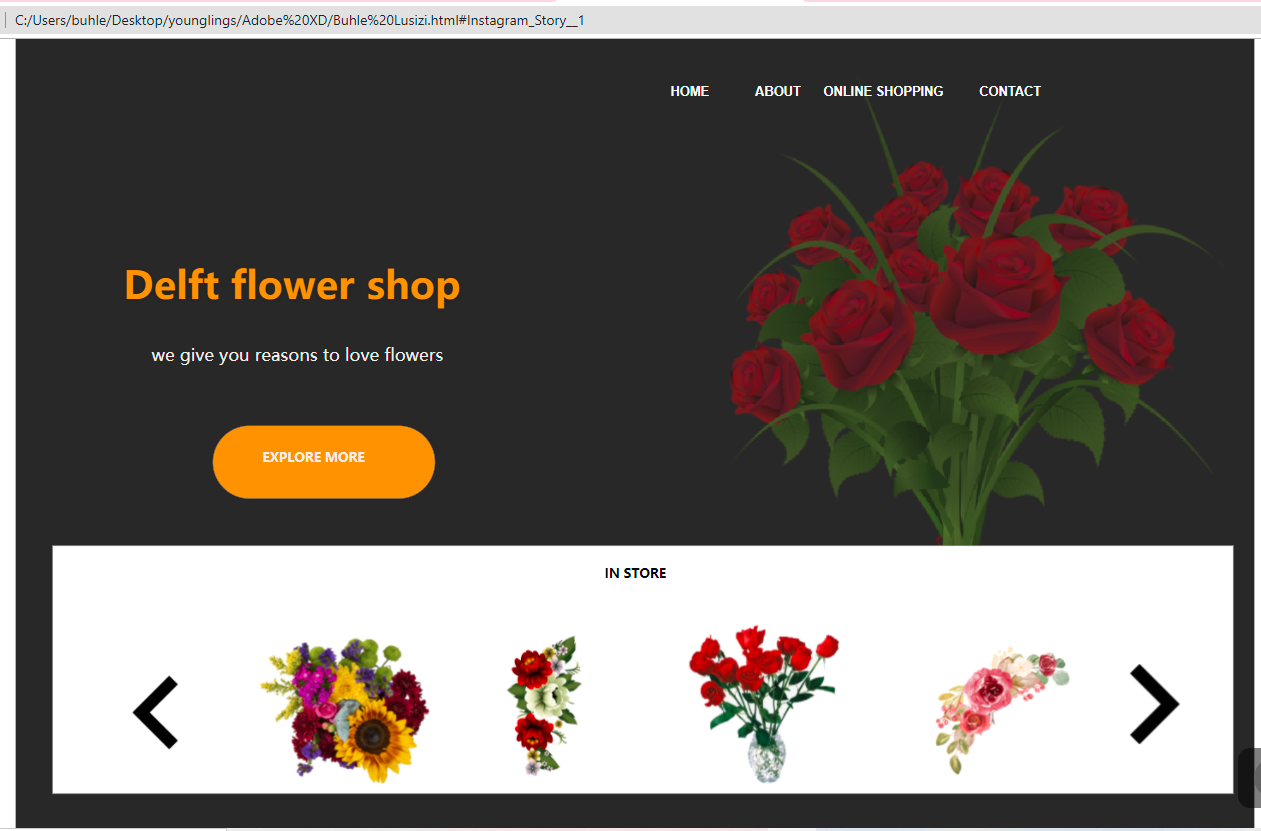 C:/Users/buhle/Desktop/younglings/Adobe%20XD/Buhle%20Lusizi.html#Instagram_Story__1
HOME ABOUT ONLINE SHOPPING CONTACT
Delft flower shop
we give you reasons to love flowers
EXPLORE MORE
IN STORE